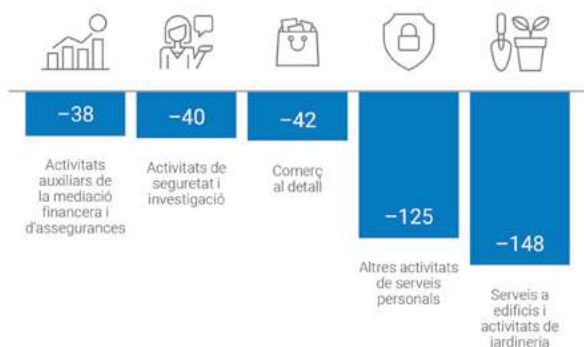 −38
Activitats
auxiliars de
la mediació
financera i
d'assegurances
−40
Activitats de
seguretat i
investigació
−42
Comerç
al detall
−125
Altres activitats
de serveis
personals
−148
Serveis a
edificis i
activitats de
jardineria